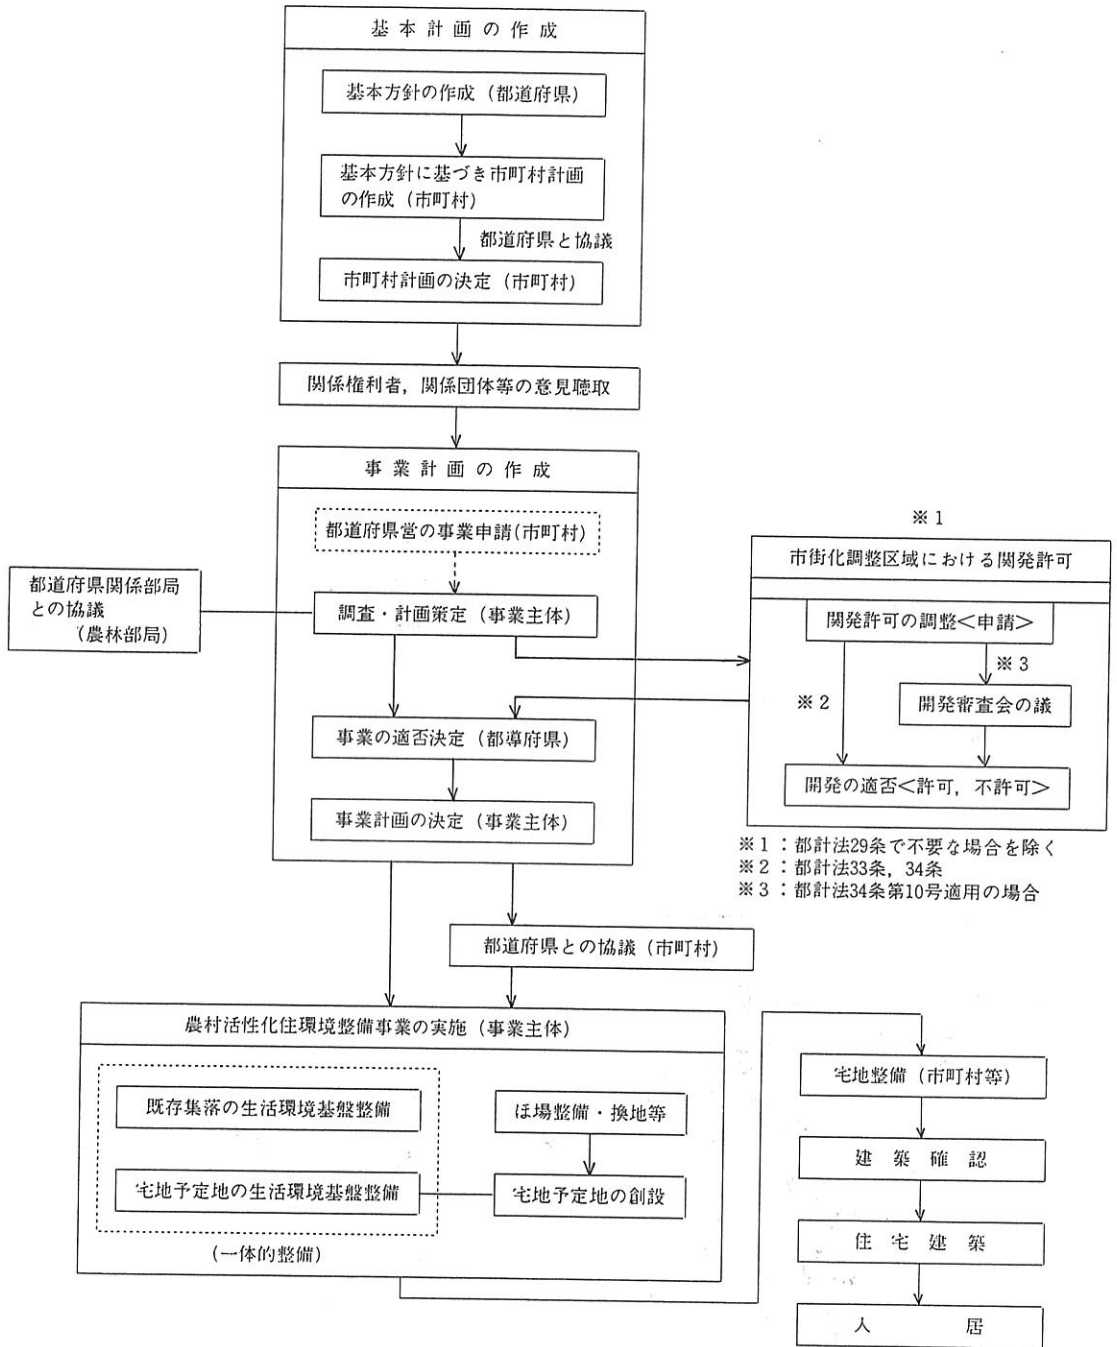 基本計画の作成
基本方針の作成（都道府県）
基本方針に基づき市町村計画
の作成（市町村）
都道府県と協議
市町村計画の決定（市町村）
関係権利者，関係団体等の意見聴取
事業計画の作成
都道府県営の事業申請(市町村)
都道府県関係部局
との協議
（農林部局）
調査・計画策定（事業主体）
事業の適否決定（都導府県）
事業計画の決定（事業主体）
※1
市街化調整区域における開発許可
開発許可の調整＜申請＞
※3
※2
開発審査会の議
開発の適否＜許可，不許可＞
※1：都計法29条で不要な場合を除く
※2：都計法33条，34条
※3：都計法34条第10号適用の場合
都道府県との協議（市町村）
農村活性化住環境整備事業の実施（事業主体）
既存集落の生活環境基盤整備
ほ場整備・換地等
宅地予定地の生活環境基盤整備
宅地予定地の創設
(一体的整備)
宅地整備（市町村等）
建築確認
住宅建築
人居